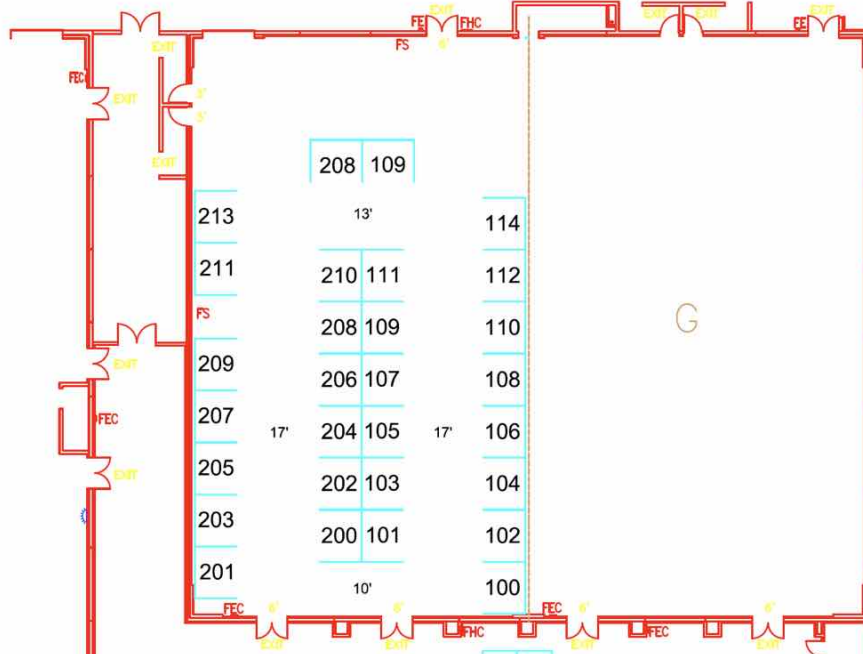 EXIT
FE
FHC
EXIT
EXIT
EXIT
EXIT
FE
EXIT
FS
6'
FEC
EXIT
3'
3'
EXIT
208 109
213
13'
114
211
210 111
112
FS
208 109
110
G
EXIT
209
206 107
108
207
FEC
17'
204 105
17'
106
205
EXIT
202 103
104
203
200 101
102
201
10'
100
FEC
6'
6'
FEC
6'
6'
EXIT
EXIT
FHC
EXIT
FEC
EXIT